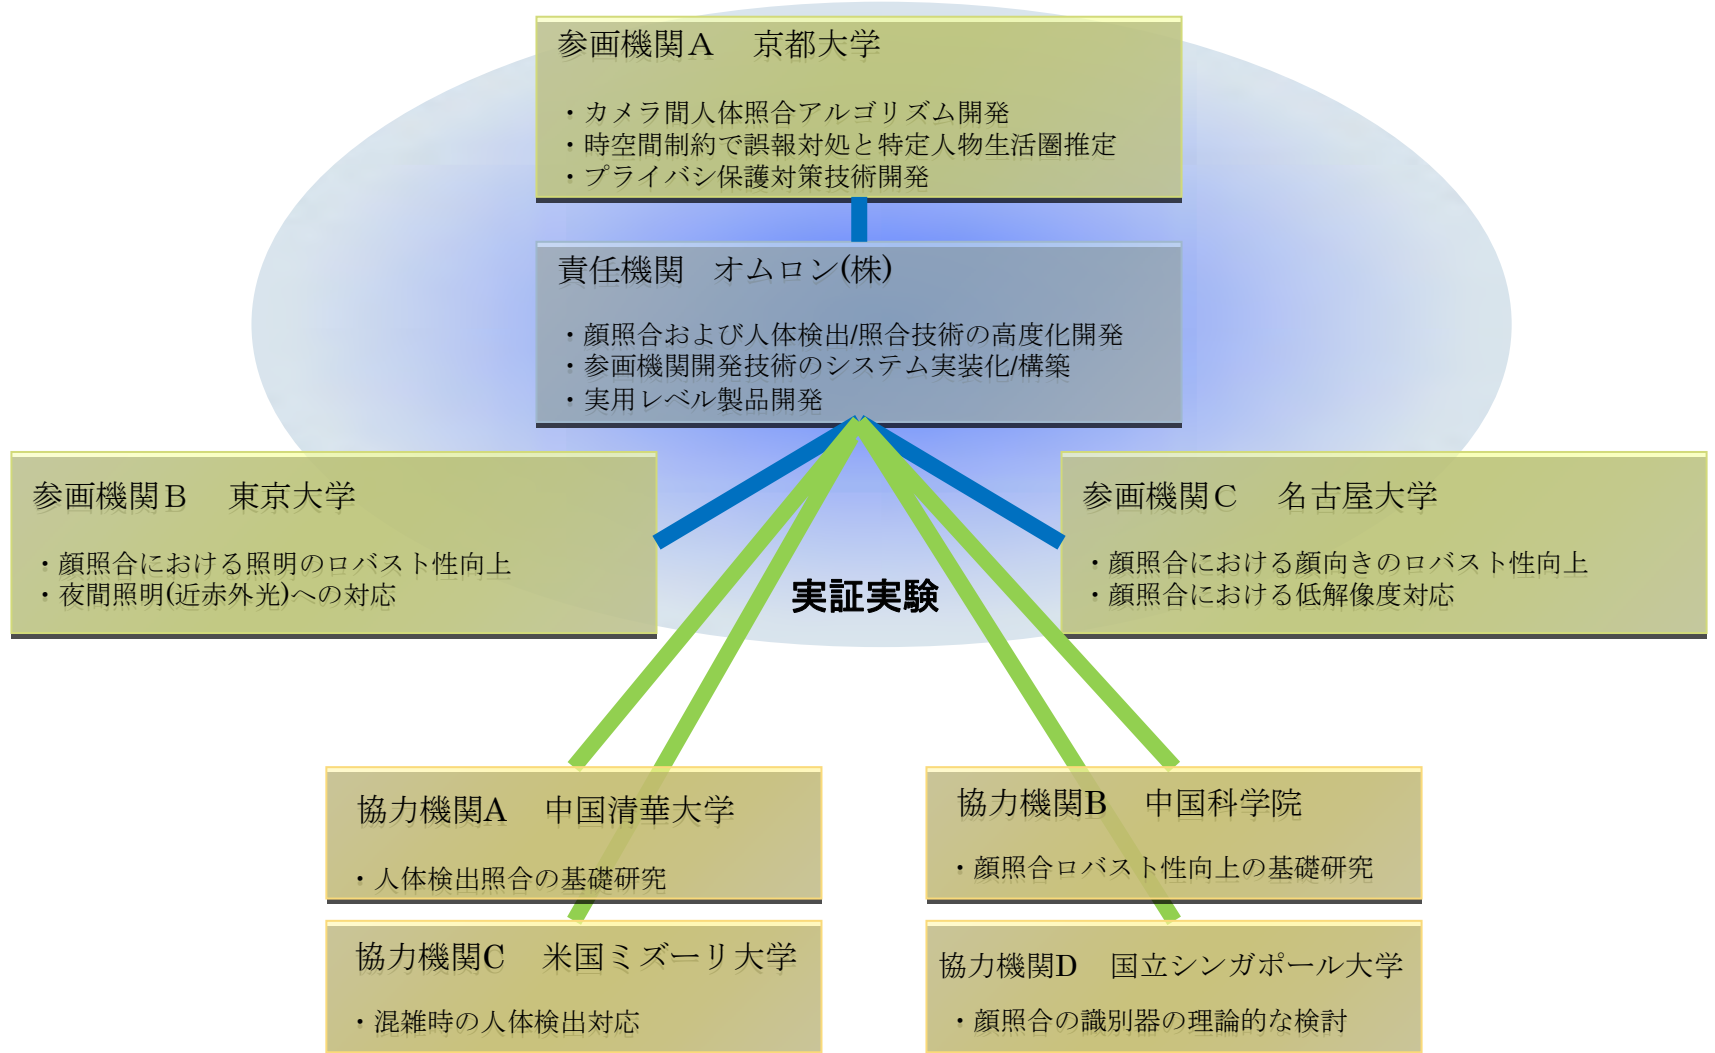 参画機関A　京都大学
・カメラ間人体照合アルゴリズム開発
・時空間制約で誤報対処と特定人物生活圏推定
・プライバシ保護対策技術開発
責任機関　オムロン(株)
・顔照合および人体検出/照合技術の高度化開発
・参画機関開発技術のシステム実装化/構築
・実用レベル製品開発
参画機関B　東京大学
・顔照合における照明のロバスト性向上
・夜間照明(近赤外光)への対応
参画機関C　名古屋大学
・顔照合における顔向きのロバスト性向上
・顔照合における低解像度対応
実証実験
協力機関A　中国清華大学
・人体検出照合の基礎研究
協力機関B　中国科学院
・顔照合ロバスト性向上の基礎研究
協力機関C　米国ミズーリ大学
・混雑時の人体検出対応
協力機関D　国立シンガポール大学
・顔照合の識別器の理論的な検討